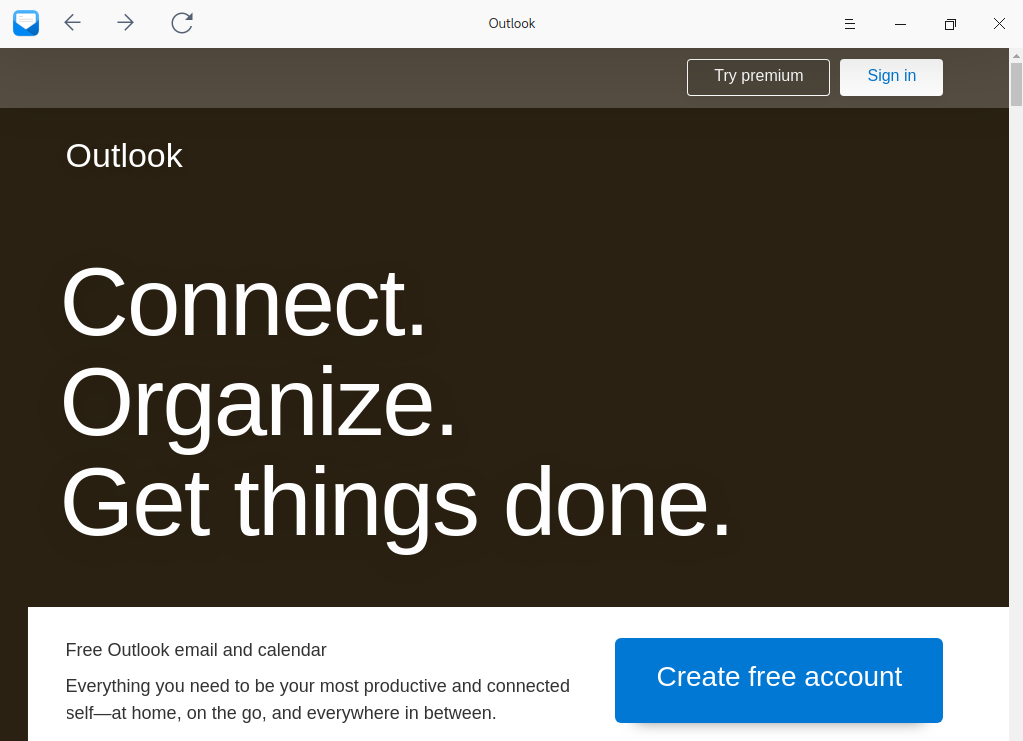 Outlook
Try premium
Sign in
Outlook
Connect.
Organize.
Get things done.
Free Outlook email and calendar
Everything you need to be your most productive and connected
self—at home, on the go, and everywhere in between.
Create free account